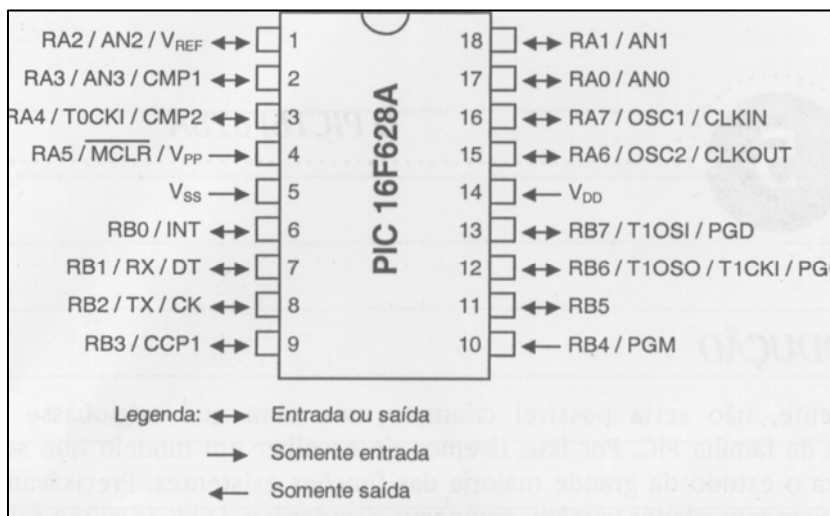 RA2 / AN2 / VREF 1 18 RA1 / AN1
RA3 / AN3 / CMP1 2 17 RA0 / AN0
RA4 / T0CKI / CMP2 3 16 RA7 / OSC1 / CLKIN
RA5 / MCLR / VPP 4 15 RA6 / OSC2 / CLKOUT
VSS 5 14 VDD
RB0 / INT 6 13 RB7 / T1OSI / PGD
RB1 / RX / DT 7 12 RB6 / T1OSO / T1CKI /
RB2 / TX / CK 8 11 RB5
RB3 / CCP1 9 10 RB4 / PGM
PIC 16F628A
Legenda: Entrada ou saída
Somente entrada
Somente saída